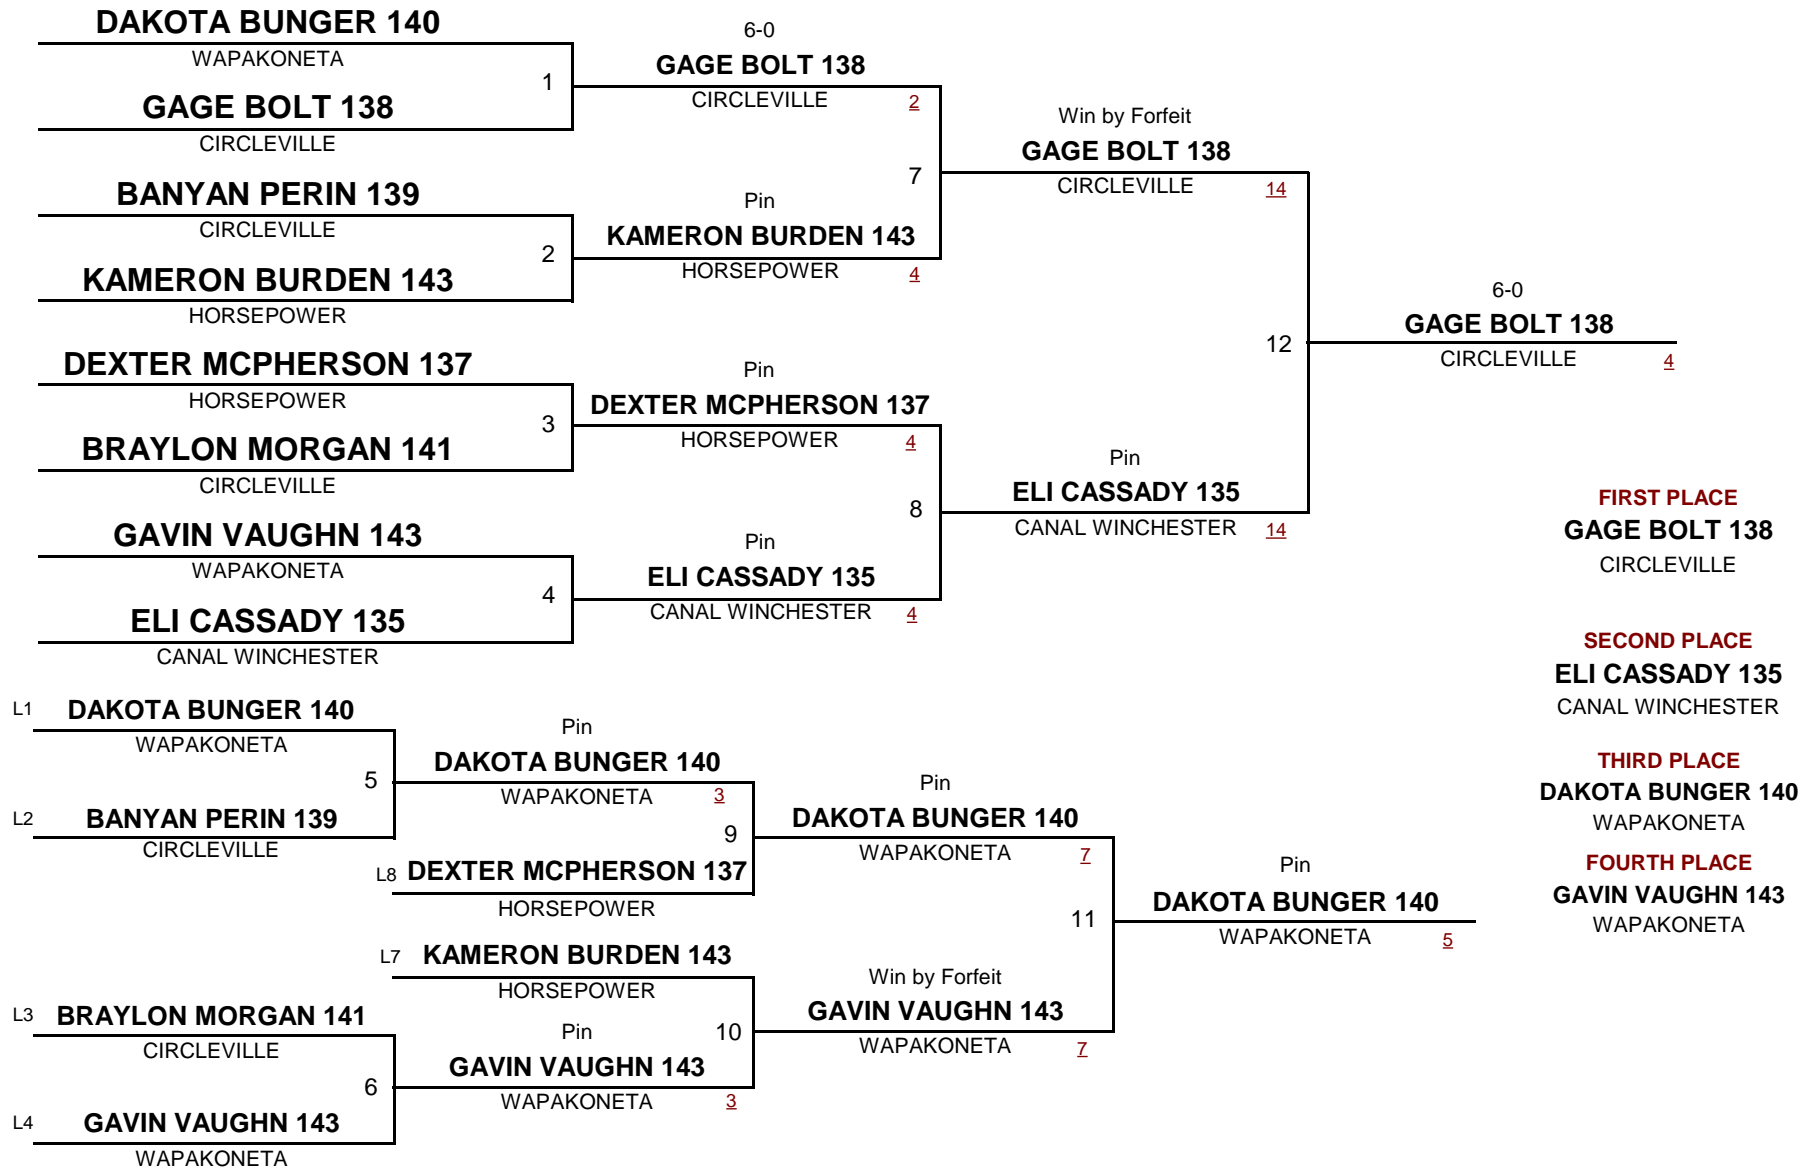 DAKOTA BUNGER 140
WAPAKONETA
1
GAGE BOLT 138
CIRCLEVILLE
BANYAN PERIN 139
CIRCLEVILLE
2
KAMERON BURDEN 143
HORSEPOWER
DEXTER MCPHERSON 137
HORSEPOWER
3
BRAYLON MORGAN 141
CIRCLEVILLE
GAVIN VAUGHN 143
WAPAKONETA
4
ELI CASSADY 135
CANAL WINCHESTER
6-0
GAGE BOLT 138
CIRCLEVILLE 2
7
Pin
KAMERON BURDEN 143
HORSEPOWER 4
Pin
DEXTER MCPHERSON 137
HORSEPOWER 4
8
Pin
ELI CASSADY 135
CANAL WINCHESTER 4
Win by Forfeit
GAGE BOLT 138
CIRCLEVILLE 14
12
Pin
ELI CASSADY 135
CANAL WINCHESTER 14
6-0
GAGE BOLT 138
CIRCLEVILLE 4
FIRST PLACE
GAGE BOLT 138
CIRCLEVILLE
SECOND PLACE
ELI CASSADY 135
CANAL WINCHESTER
THIRD PLACE
DAKOTA BUNGER 140
WAPAKONETA
FOURTH PLACE
GAVIN VAUGHN 143
WAPAKONETA
L1 DAKOTA BUNGER 140
WAPAKONETA
5
L2 BANYAN PERIN 139
CIRCLEVILLE
L3 BRAYLON MORGAN 141
CIRCLEVILLE
6
L4 GAVIN VAUGHN 143
WAPAKONETA
Pin
DAKOTA BUNGER 140
WAPAKONETA 3
9
L8 DEXTER MCPHERSON 137
HORSEPOWER
L7 KAMERON BURDEN 143
HORSEPOWER
10
Pin
GAVIN VAUGHN 143
WAPAKONETA 3
Pin
DAKOTA BUNGER 140
WAPAKONETA 7
11
Win by Forfeit
GAVIN VAUGHN 143
WAPAKONETA 7
Pin
DAKOTA BUNGER 140
WAPAKONETA 5